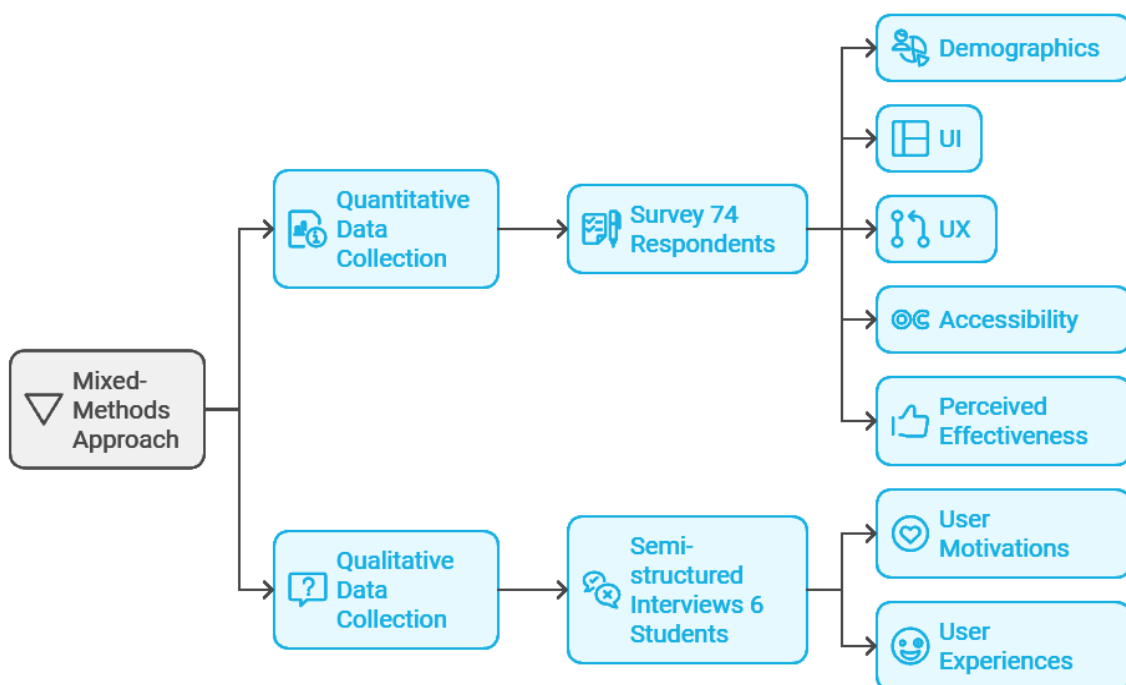 Mixed-
Methods
Approach
Quantitative
Data
Collection
Survey 74
Respondents
Demographics
UI
UX
Accessibility
Perceived
Effectiveness
Qualitative
Data
Collection
Semi-
structured
Interviews 6
Students
User
Motivations
User
Experiences